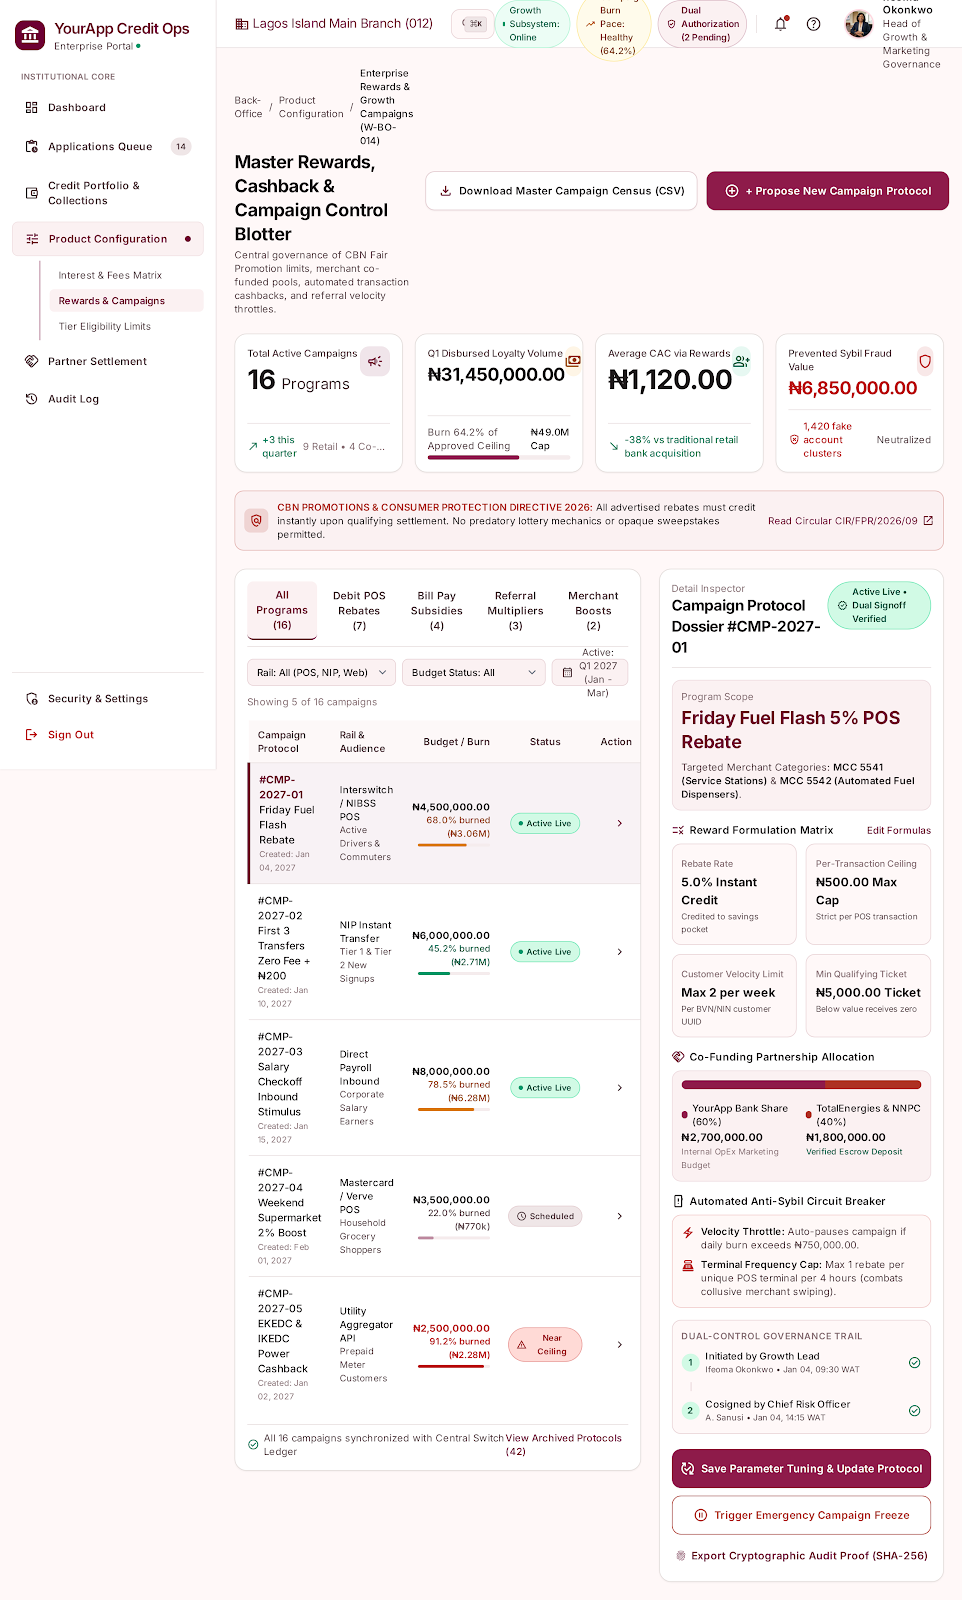 YourApp Credit Ops
Enterprise Portal
INSTITUTIONAL CORE
Dashboard
Applications Queue 14
Credit Portfolio &
Collections
Product Configuration
Interest & Fees Matrix
Rewards & Campaigns
Tier Eligibility Limits
Partner Settlement
Audit Log
Security & Settings
Sign Out
Lagos Island Main Branch (012)
⌘K
Growth
Subsystem:
Online
Burn
Pace:
Healthy
(64.2%)
Dual
Authorization
(2 Pending)
Okonkwo
Head of
Growth &
Marketing
Governance
Back-
Office
/
Product
Configuration
/
Enterprise
Rewards &
Growth
Campaigns
(W-BO-
014)
Master Rewards,
Cashback &
Campaign Control
Blotter
Central governance of CBN Fair
Promotion limits, merchant co-
funded pools, automated transaction
cashbacks, and referral velocity
throttles.
Download Master Campaign Census (CSV)
+ Propose New Campaign Protocol
Total Active Campaigns
16 Programs
+3 this
quarter
9 Retail • 4 Co-...
Q1 Disbursed Loyalty Volume
₦31,450,000.00
Burn 64.2% of
Approved Ceiling
₦49.0M
Cap
Average CAC via Rewards
₦1,120.00
-38% vs traditional retail
bank acquisition
Prevented Sybil Fraud
Value
₦6,850,000.00
1,420 fake
account
clusters
Neutralized
CBN PROMOTIONS & CONSUMER PROTECTION DIRECTIVE 2026: All advertised rebates must credit
instantly upon qualifying settlement. No predatory lottery mechanics or opaque sweepstakes
permitted.
Read Circular CIR/FPR/2026/09
All
Programs
(16)
Debit POS
Rebates
(7)
Bill Pay
Subsidies
(4)
Referral
Multipliers
(3)
Merchant
Boosts
(2)
Rail: All (POS, NIP, Web)
Budget Status: All
Active:
Q1 2027
(Jan -
Mar)
Showing 5 of 16 campaigns
Campaign
Protocol
Rail &
Audience
Budget / Burn
Status
Action
#CMP-
2027-01
Friday Fuel
Flash
Rebate
Created: Jan
04, 2027
Interswitch
/ NIBSS
POS
Active
Drivers &
Commuters
₦4,500,000.00
68.0% burned
(₦3.06M)
Active Live
#CMP-
2027-02
First 3
Transfers
Zero Fee +
₦200
Created: Jan
10, 2027
NIP Instant
Transfer
Tier 1 & Tier
2 New
Signups
₦6,000,000.00
45.2% burned
(₦2.71M)
Active Live
#CMP-
2027-03
Salary
Checkoff
Inbound
Stimulus
Created: Jan
15, 2027
Direct
Payroll
Inbound
Corporate
Salary
Earners
₦8,000,000.00
78.5% burned
(₦6.28M)
Active Live
#CMP-
2027-04
Weekend
Supermarket
2% Boost
Created: Feb
01, 2027
Mastercard
/ Verve
POS
Household
Grocery
Shoppers
₦3,500,000.00
22.0% burned
(₦770k)
Scheduled
#CMP-
2027-05
EKEDC &
IKEDC
Power
Cashback
Created: Jan
02, 2027
Utility
Aggregator
API
Prepaid
Meter
Customers
₦2,500,000.00
91.2% burned
(₦2.28M)
Near
Ceiling
All 16 campaigns synchronized with Central Switch
Ledger
View Archived Protocols
(42)
Detail Inspector
Campaign Protocol
Dossier #CMP-2027-
01
Active Live •
Dual Signoff
Verified
Program Scope
Friday Fuel Flash 5% POS
Rebate
Targeted Merchant Categories: MCC 5541
(Service Stations) & MCC 5542 (Automated Fuel
Dispensers).
Reward Formulation Matrix
Edit Formulas
Rebate Rate
5.0% Instant
Credit
Credited to savings
pocket
Per-Transaction Ceiling
₦500.00 Max
Cap
Strict per POS transaction
Customer Velocity Limit
Max 2 per week
Per BVN/NIN customer
UUID
Min Qualifying Ticket
₦5,000.00 Ticket
Below value receives zero
Co-Funding Partnership Allocation
YourApp Bank Share
(60%)
₦2,700,000.00
Internal OpEx Marketing
Budget
TotalEnergies & NNPC
(40%)
₦1,800,000.00
Verified Escrow Deposit
Automated Anti-Sybil Circuit Breaker
Velocity Throttle: Auto-pauses campaign if
daily burn exceeds ₦750,000.00.
Terminal Frequency Cap: Max 1 rebate per
unique POS terminal per 4 hours (combats
collusive merchant swiping).
DUAL-CONTROL GOVERNANCE TRAIL
1
Initiated by Growth Lead
Ifeoma Okonkwo • Jan 04, 09:30 WAT
2
Cosigned by Chief Risk Officer
A. Sanusi • Jan 04, 14:15 WAT
Save Parameter Tuning & Update Protocol
Trigger Emergency Campaign Freeze
Export Cryptographic Audit Proof (SHA-256)